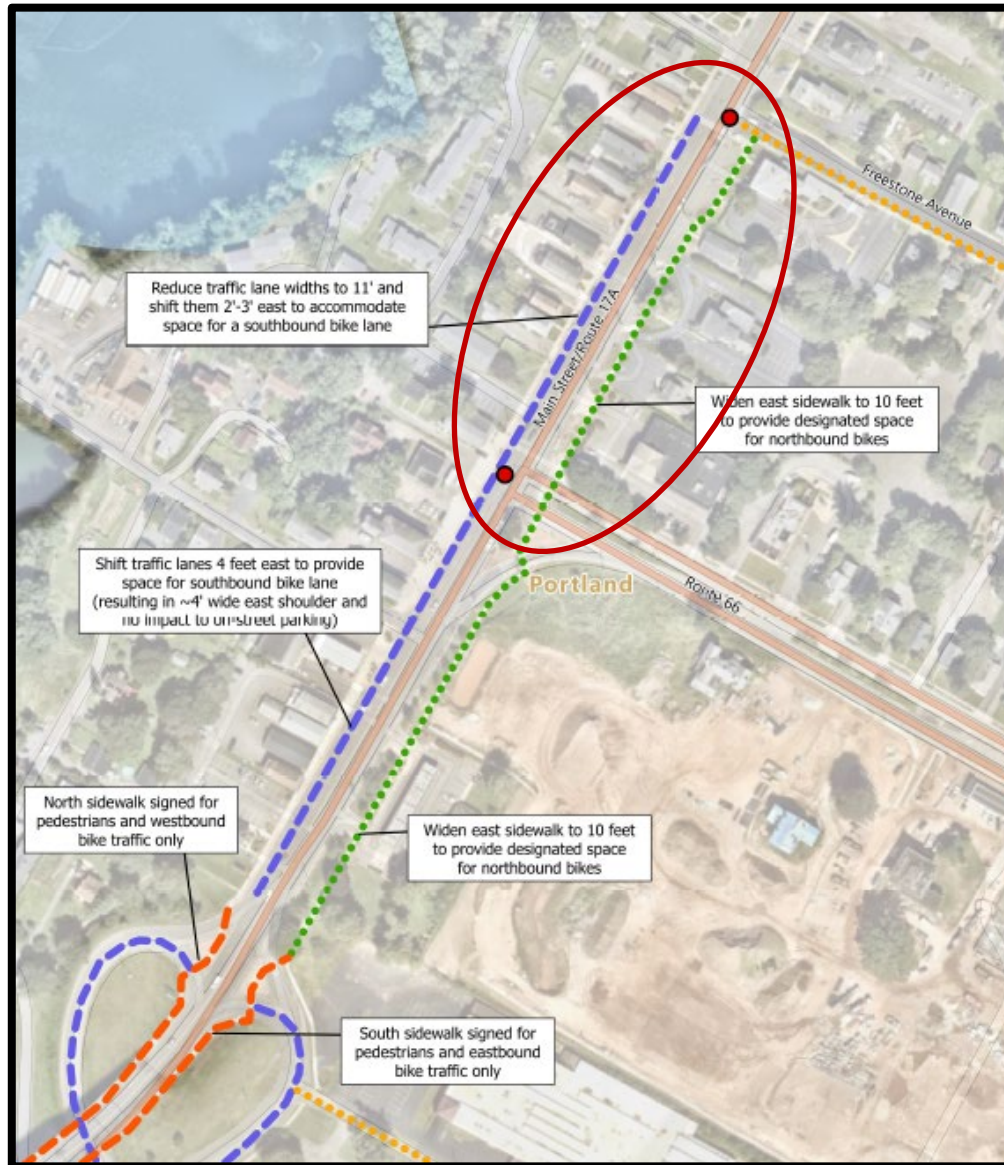 Freestone Avenue
Reduce traffic lane widths to 11' and
shift them 2'-3' east to accommodate
space for a southbound bike lane
Main Street/Route 17A
Widen east sidewalk to 10 feet
to provide designated space
for northbound bikes
Shift traffic lanes 4 feet east to provide
space for southbound bike lane
(resulting in ~4' wide east shoulder and
no impact to on-street parking)
Portland
Route 66
North sidewalk signed for
pedestrians and westbound
bike traffic only
Widen east sidewalk to 10 feet
to provide designated space
for northbound bikes
South sidewalk signed for
pedestrians and eastbound
bike traffic only